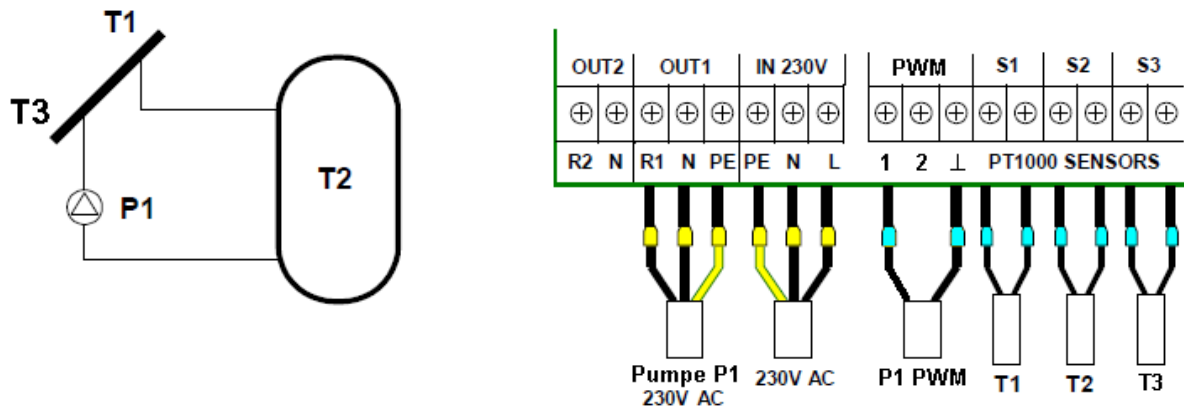 T1
T3
T2
P1
OUT2 OUT1 IN 230V PWM S1 S2 S3
R2 N R1 N PE PE N L 1 2 ⊥ PT1000 SENSORS
Pumpe P1 230V AC P1 PWM T1 T2 T3
230V AC